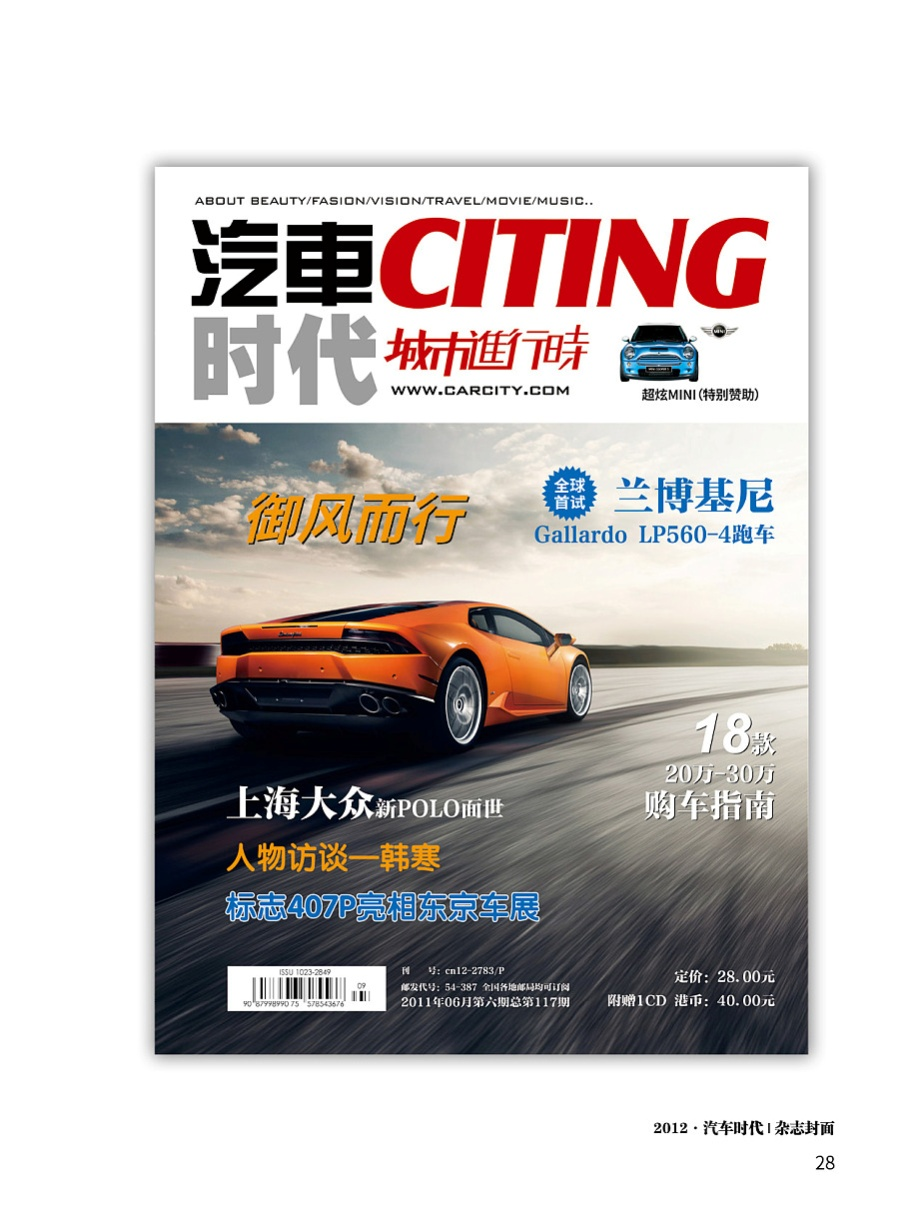 ABOUT BEAUTY/FASION/VISION/TRAVEL/MOVIE/MUSIC..
汽車CITING
时代
城市進行時
WWW.CARCITY.COM
MINI
超炫MINI(特别赞助)
御风而行
全球
首试
兰博基尼
Gallardo LP560-4跑车
18款
20万-30万
购车指南
上海大众新POLO面世
人物访谈—韩寒
标志407P亮相东京车展
ISSU 1023-2849
09
90 87998990 75 578543676
刊 号: cn12-2783/P
邮发代号: 54-387 全国各地邮局均可订阅
2011年06月第六期总第117期
定价: 28.00元
附赠1CD 港币: 40.00元
2012·汽车时代|杂志封面
28